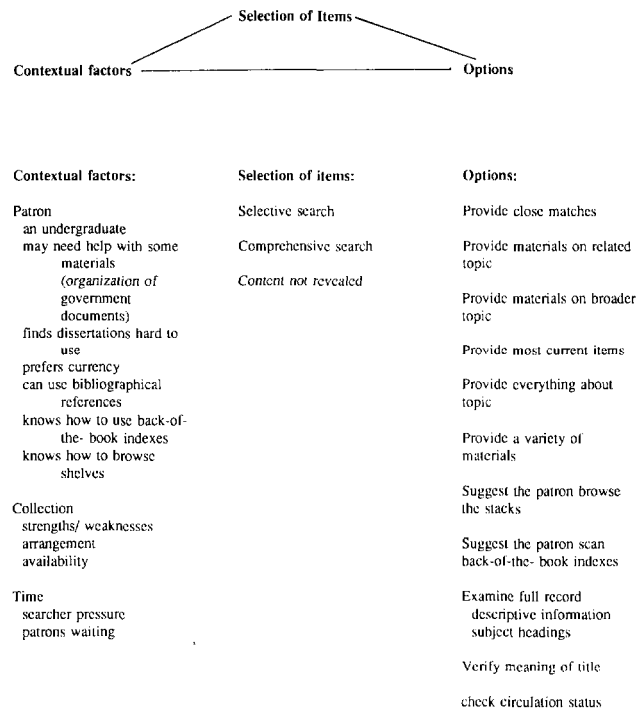 Selection of Items
Contextual factors
Options
Contextual factors:
Patron
an undergraduate
may need help with some
materials
(organization of
government
documents)
finds dissertations hard to
use
prefers currency
can use bibliographical
references
knows how to use back-of-
the- book indexes
knows how to browse
shelves
Collection
strengths/ weaknesses
arrangement
availability
Time
searcher pressure
patrons waiting
Selection of items:
Selective search
Comprehensive search
Content not revealed
Options:
Provide close matches
Provide materials on related
topic
Provide materials on broader
topic
Provide most current items
Provide everything about
topic
Provide a variety of
materials
Suggest the patron browse
the stacks
Suggest the patron scan
back-of-the- book indexes
Examine full record
descriptive information
subject headings
Verify meaning of title
check circulation status